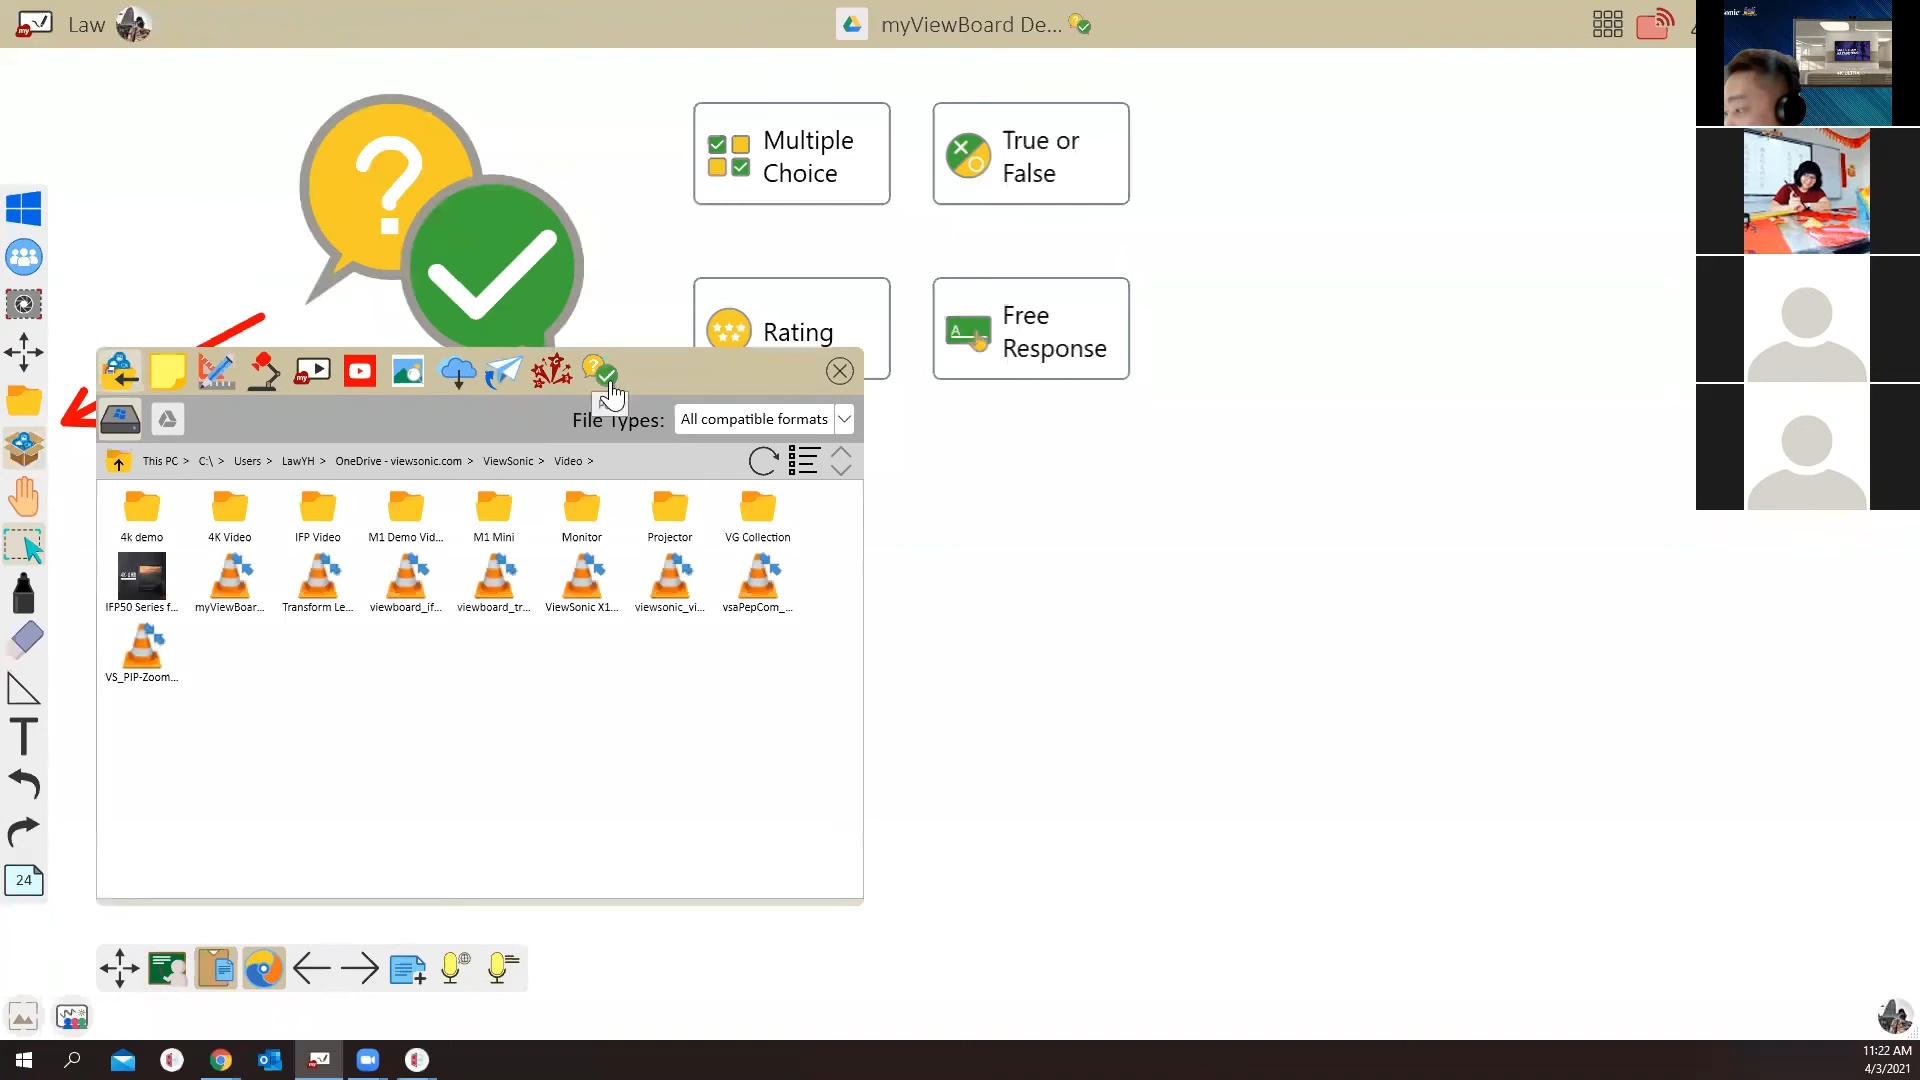 Law
myViewBoard De...
Multiple
Choice
True or
False
Rating
Free
Response
File Types:
All compatible formats
This PC > C:\ > Users > LawYH > OneDrive - viewsonic.com > ViewSonic > Video >
4k demo
4K Video
IFP Video
M1 Demo Vid...
M1 Mini
Monitor
Projector
VG Collection
IFP50 Series f...
myViewBoar...
Transform Le...
viewboard_if...
viewboard_tr...
ViewSonic X1...
viewsonic_vi...
vsaPepCom_...
VS_PIP-Zoom...
24
11:22 AM
4/3/2021